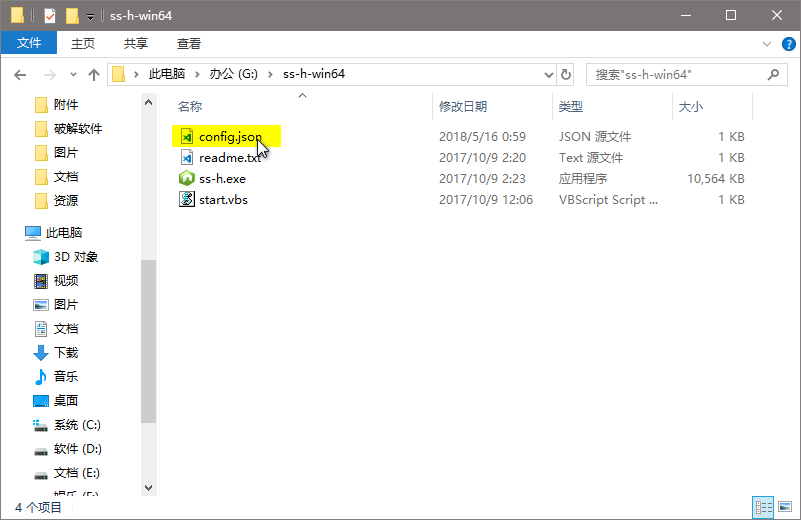 ss-h-win64
文件 主页 共享 查看
此电脑 办公 (G:) ss-h-win64
搜索"ss-h-win64"
名称 修改日期 类型 大小
附件
破解软件
图片
文档
资源
此电脑
3D 对象
视频
图片
文档
下载
音乐
桌面
系统 (C:)
软件 (D:)
文档 (E:)
config.json 2018/5/16 0:59 JSON 源文件 1 KB
readme.txt 2017/10/9 2:20 Text 源文件 1 KB
ss-h.exe 2017/10/9 2:23 应用程序 10,564 KB
start.vbs 2017/10/9 12:06 VBScript Script ... 1 KB
4 个项目